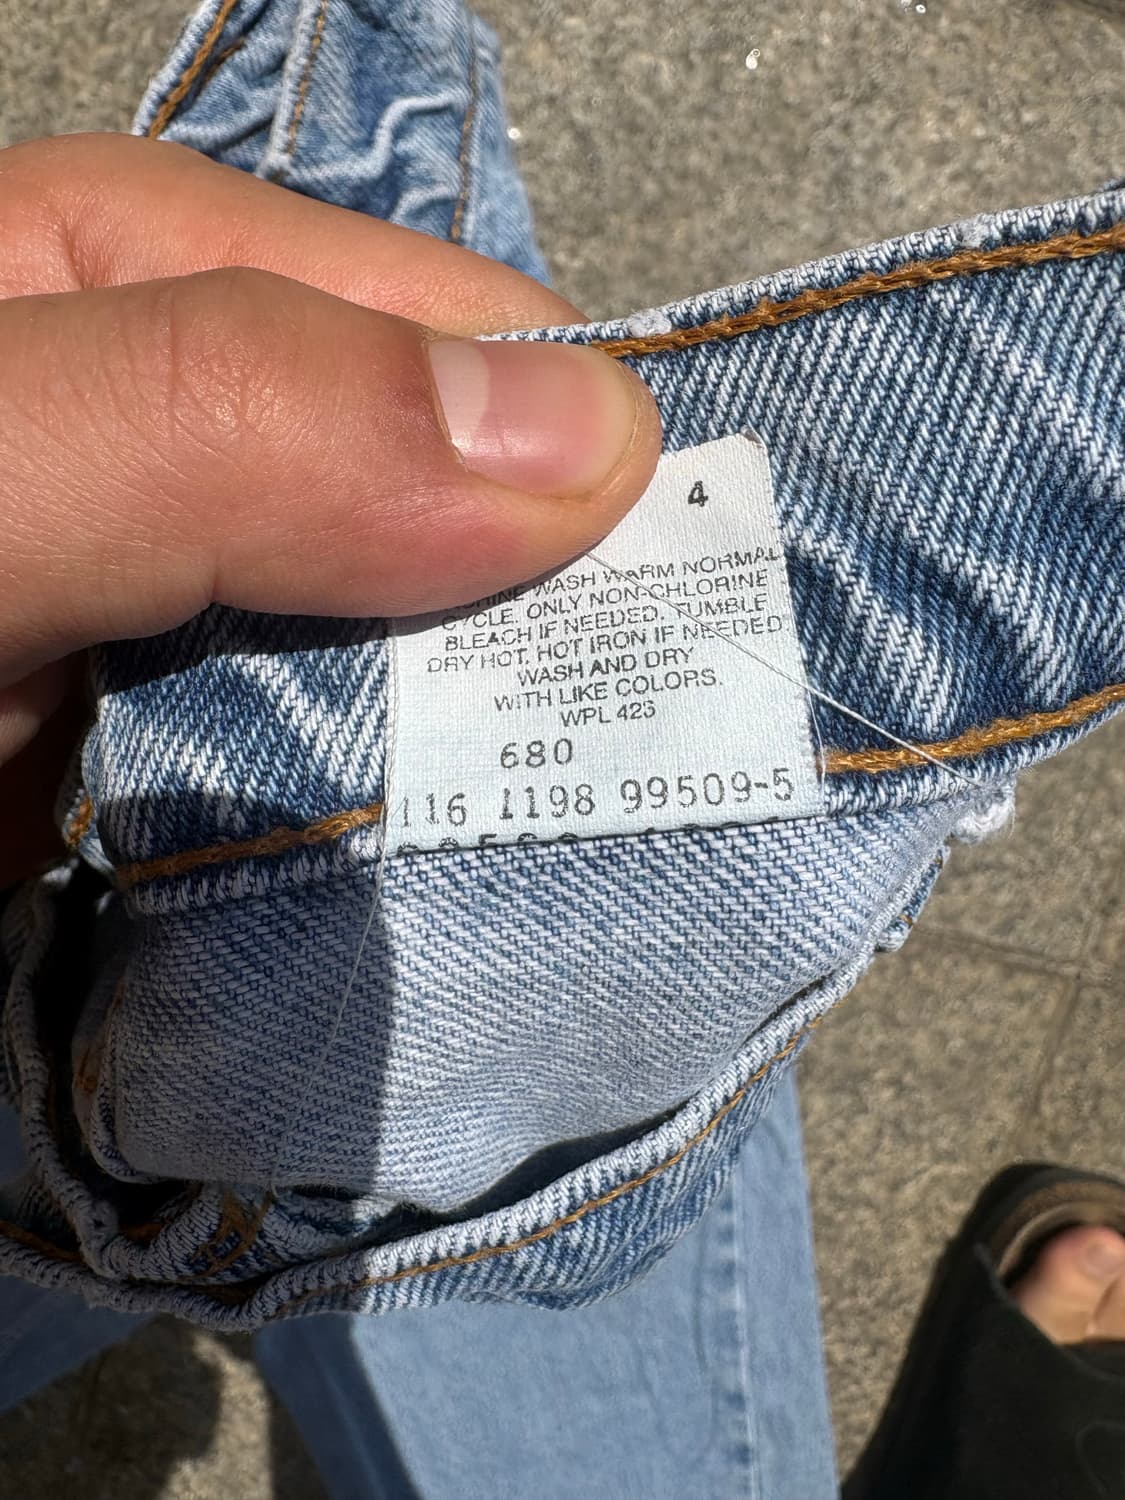 4
WASH WARM NORMAL
CYCLE. ONLY NON-CHLORINE
BLEACH IF NEEDED. TUMBLE
DRY HOT. HOT IRON IF NEEDED
WASH AND DRY
WITH LIKE COLORS.
WPL 423
680
116 1198 99509-5